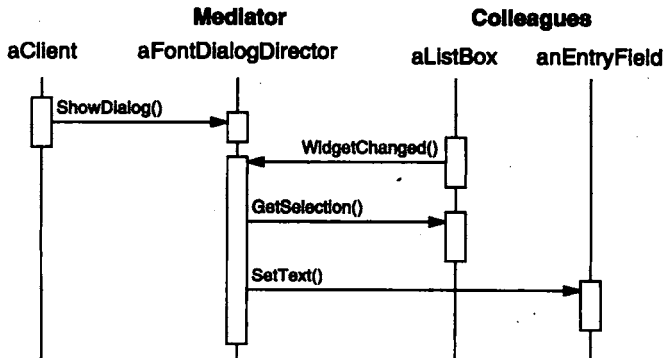 Mediator
Colleagues
aClient
aFontDialogDirector
aListBox
anEntryField
ShowDialog()
WidgetChanged()
GetSelection()
SetText()